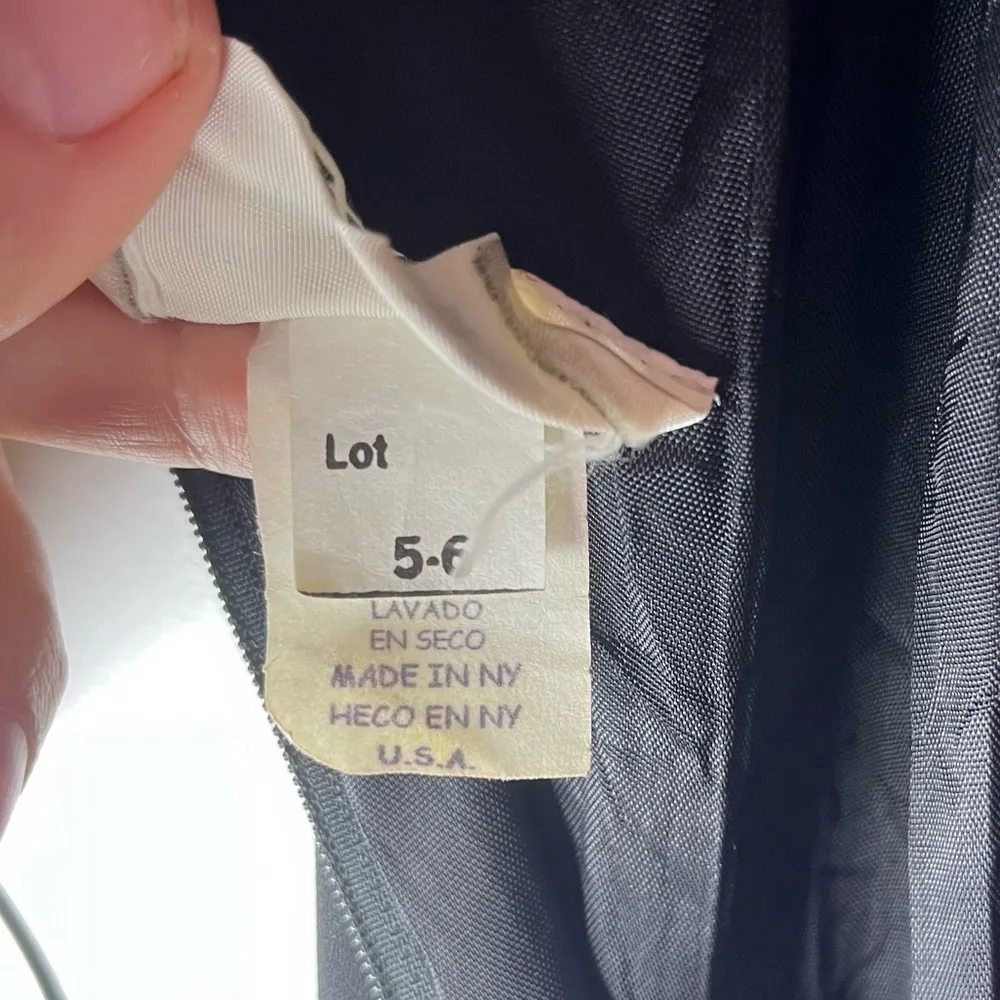 Lot
5-6
LAVADO
EN SECO
MADE IN NY
HECO EN NY
U.S.A.